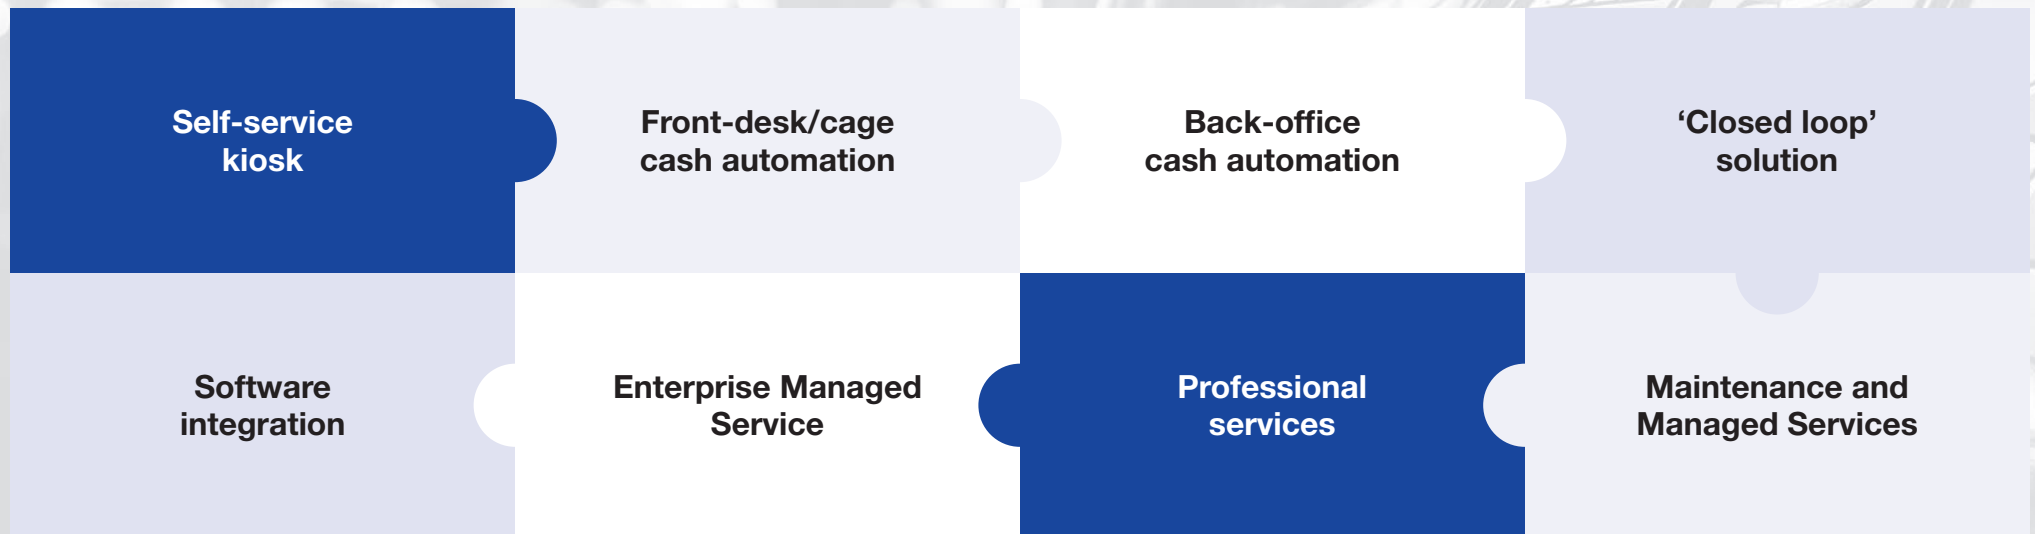 Self-service
kiosk
Front-desk/cage
cash automation
Back-office
cash automation
‘Closed loop’
solution
Software
integration
Enterprise Managed
Service
Professional
services
Maintenance and
Managed Services